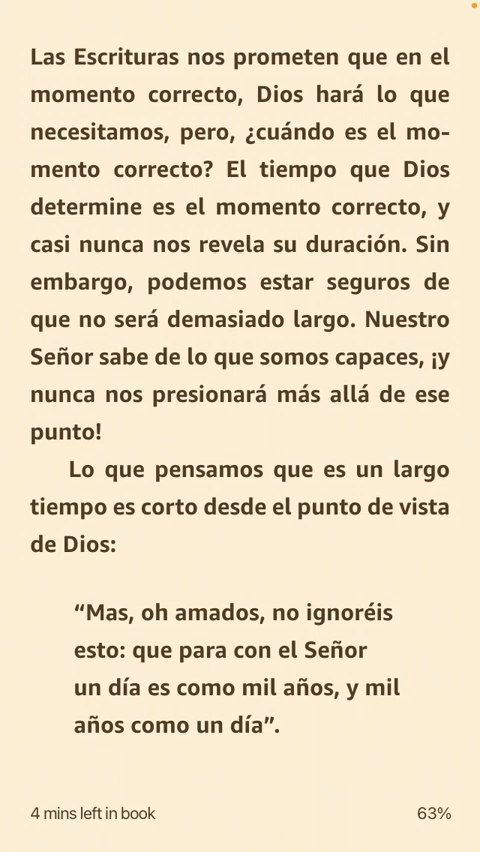 Las Escrituras nos prometen que en el
momento correcto, Dios hará lo que
necesitamos, pero, ¿cuándo es el mo-
mento correcto? El tiempo que Dios
determine es el momento correcto, y
casi nunca nos revela su duración. Sin
embargo, podemos estar seguros de
que no será demasiado largo. Nuestro
Señor sabe de lo que somos capaces, ¡y
nunca nos presionará más allá de ese
punto!
Lo que pensamos que es un largo
tiempo es corto desde el punto de vista
de Dios:
“Mas, oh amados, no ignoréis
esto: que para con el Señor
un día es como mil años, y mil
años como un día”.
4 mins left in book 63%